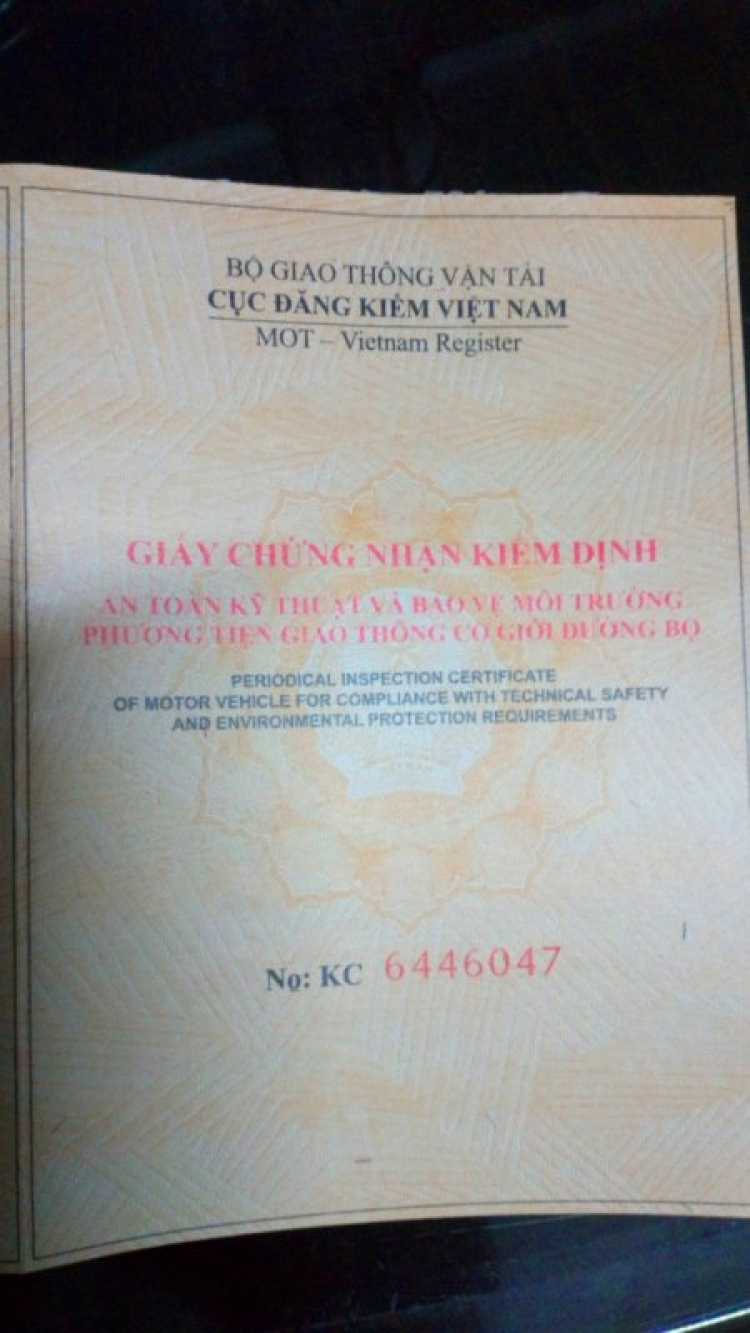 BỘ GIAO THÔNG VẬN TẢI
CỤC ĐĂNG KIỂM VIỆT NAM
MOT – Vietnam Register
GIẤY CHỨNG NHẬN KIỂM ĐỊNH
AN TOÀN KỸ THUẬT VÀ BẢO VỆ MÔI TRƯỜNG
PHƯƠNG TIỆN GIAO THÔNG CƠ GIỚI ĐƯỜNG BỘ
PERIODICAL INSPECTION CERTIFICATE
OF MOTOR VEHICLE FOR COMPLIANCE WITH TECHNICAL SAFETY
AND ENVIRONMENTAL PROTECTION REQUIREMENTS
Nọ: KC 6446047